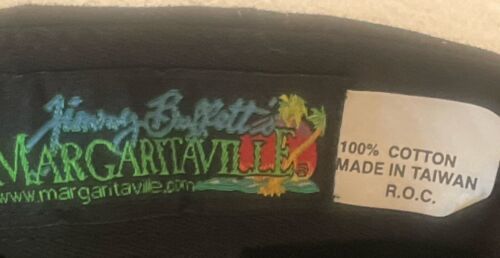 Jimmy Buffett's
MARGARITAVILLE
www.margaritaville.com
100% COTTON
MADE IN TAIWAN
R.O.C.